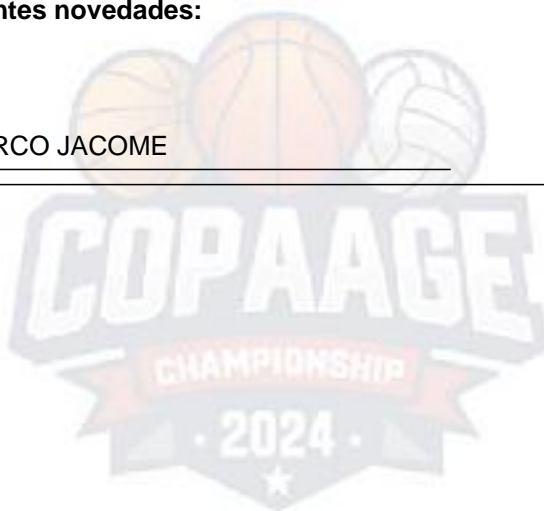 ntes novedades:
RCO JACOME
COPAAGE
CHAMPIONSHIP
· 2024 ·